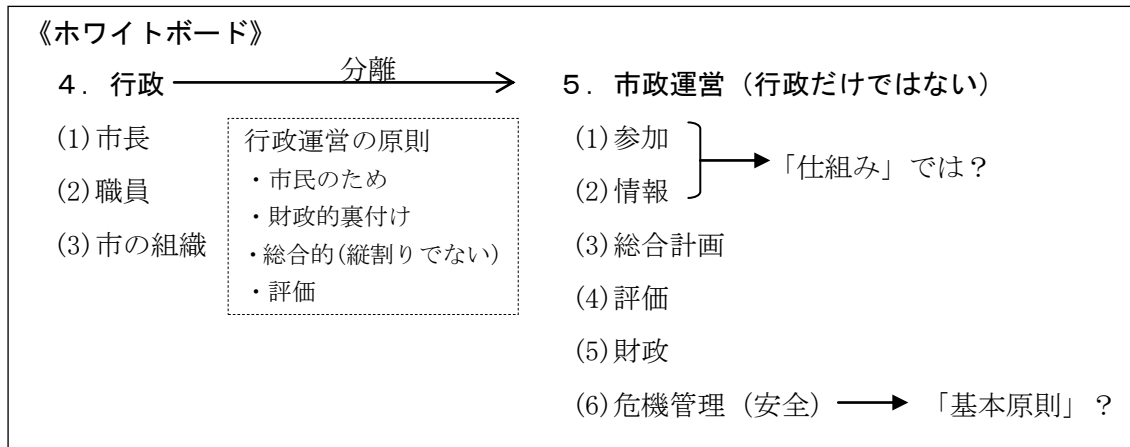 《ホワイトボード》
分離
４．行政
(1)市長
(2)職員
(3)市の組織
行政運営の原則
・市民のため
・財政的裏付け
・総合的(縦割りでない)
・評価
５．市政運営（行政だけではない）
(1)参加
(2)情報
「仕組み」では？
(3)総合計画
(4)評価
(5)財政
(6)危機管理（安全）
「基本原則」？